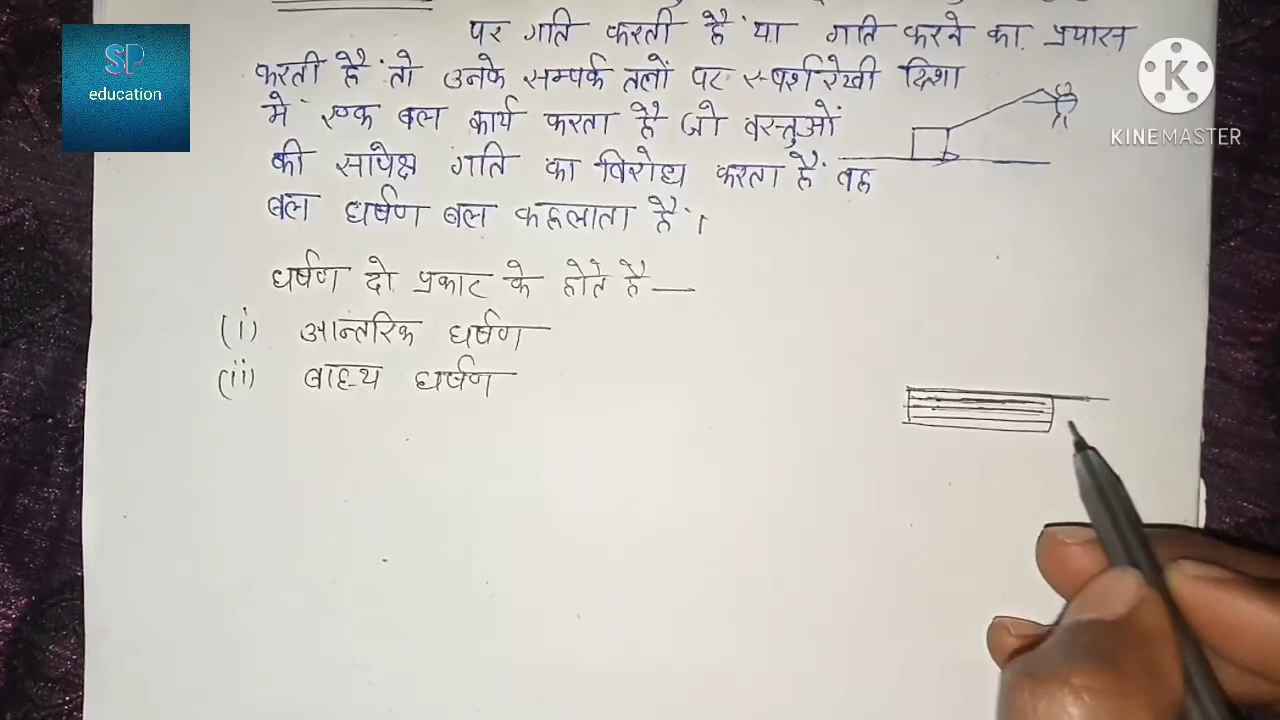 पर गति करती है या गति करने का प्रयास
करती है तो उनके सम्पर्क तलों पर स्पर्शरेखी दिशा
में एक बल कार्य करता है जो वस्तुओं
की सापेक्ष गति का विरोध करता है वह
बल घर्षण बल कहलाता है।
घर्षण दो प्रकार के होते है —
(i) आन्तरिक घर्षण
(ii) बाह्य घर्षण
SP
education
K
KINEMASTER